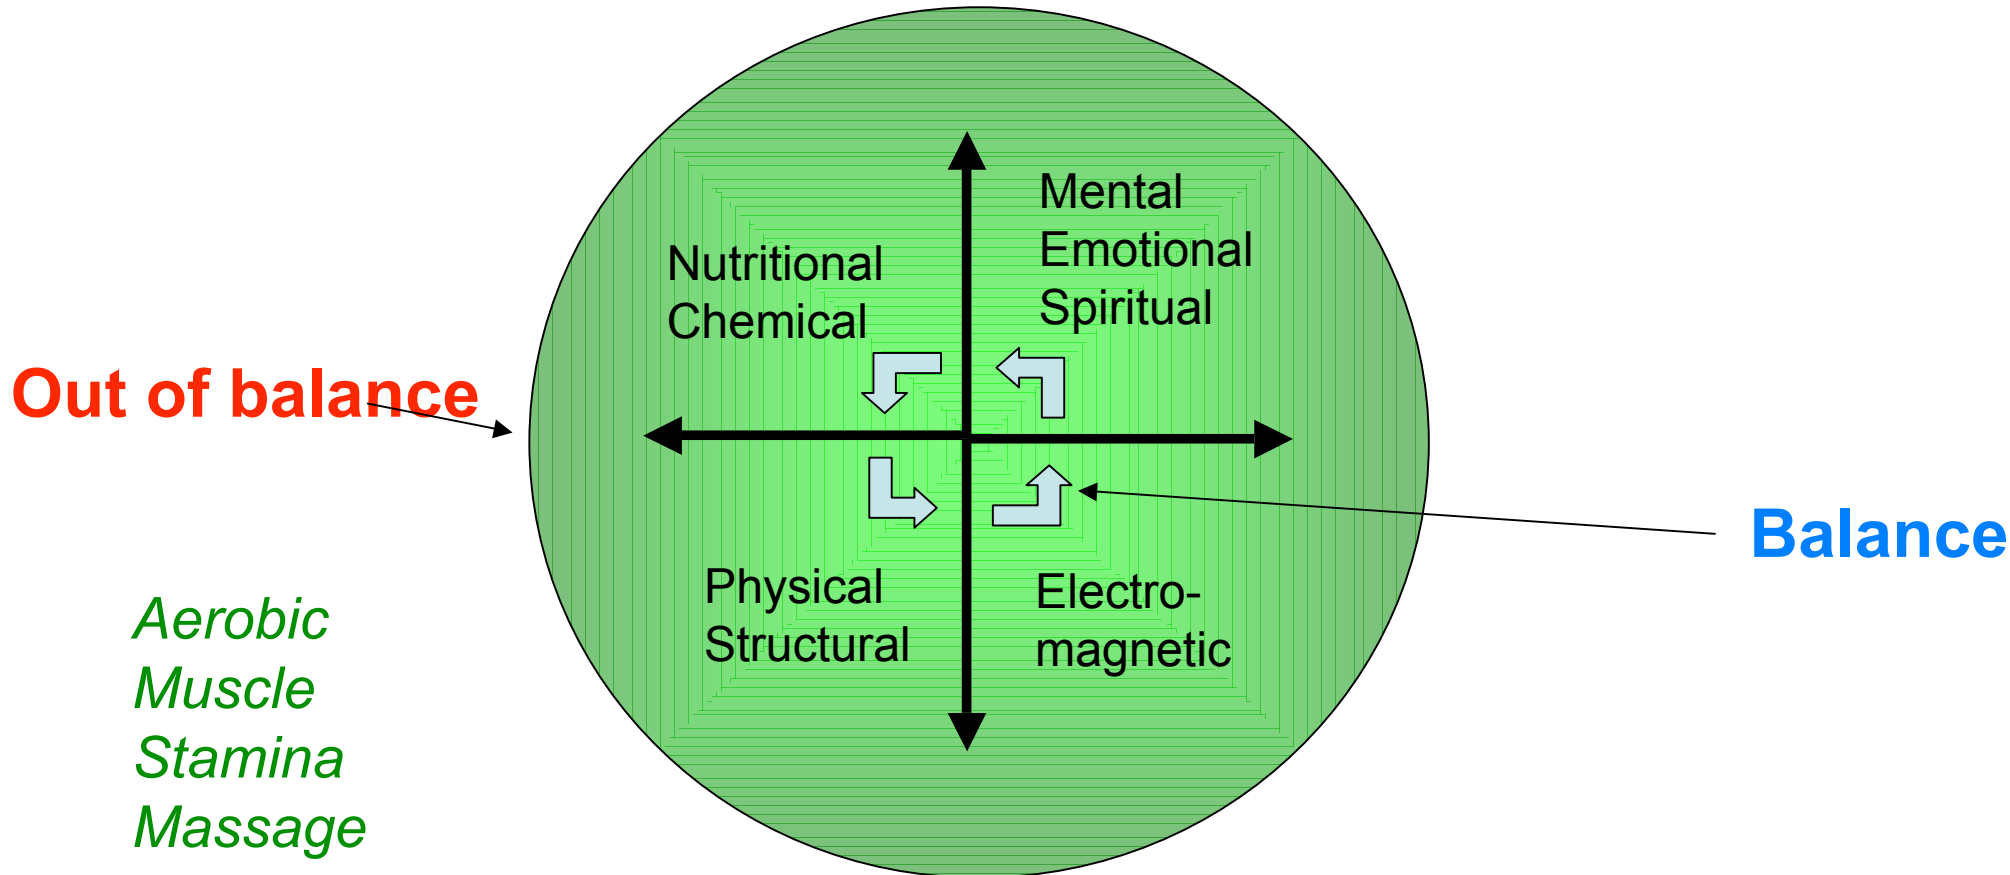 Mental
Emotional
Spiritual
Nutritional
Chemical
Out of balance
Balance
Physical
Structural
Electro-
magnetic
Aerobic
Muscle
Stamina
Massage